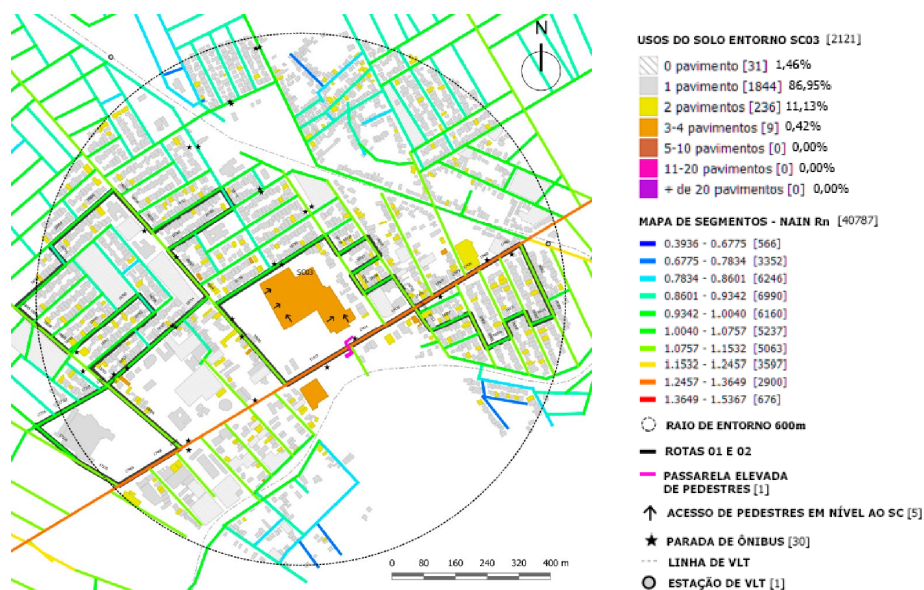 N
SC03
0 80 160 240 320 400 m
USOS DO SOLO ENTORNO SC03 [2121]
0 pavimento [31] 1,46%
1 pavimento [1844] 86,95%
2 pavimentos [236] 11,13%
3-4 pavimentos [9] 0,42%
5-10 pavimentos [0] 0,00%
11-20 pavimentos [0] 0,00%
+ de 20 pavimentos [0] 0,00%
MAPA DE SEGMENTOS - NAIN Rn [40787]
0.3936 - 0.6775 [566]
0.6775 - 0.7834 [3352]
0.7834 - 0.8601 [6246]
0.8601 - 0.9342 [6990]
0.9342 - 1.0040 [6160]
1.0040 - 1.0757 [5237]
1.0757 - 1.1532 [5063]
1.1532 - 1.2457 [3597]
1.2457 - 1.3649 [2900]
1.3649 - 1.5367 [676]
RAIO DE ENTORNO 600m
ROTAS 01 E 02
PASSARELA ELEVADA
DE PEDESTRES [1]
ACESSO DE PEDESTRES EM NÍVEL AO SC [5]
PARADA DE ÔNIBUS [30]
LINHA DE VLT
ESTAÇÃO DE VLT [1]